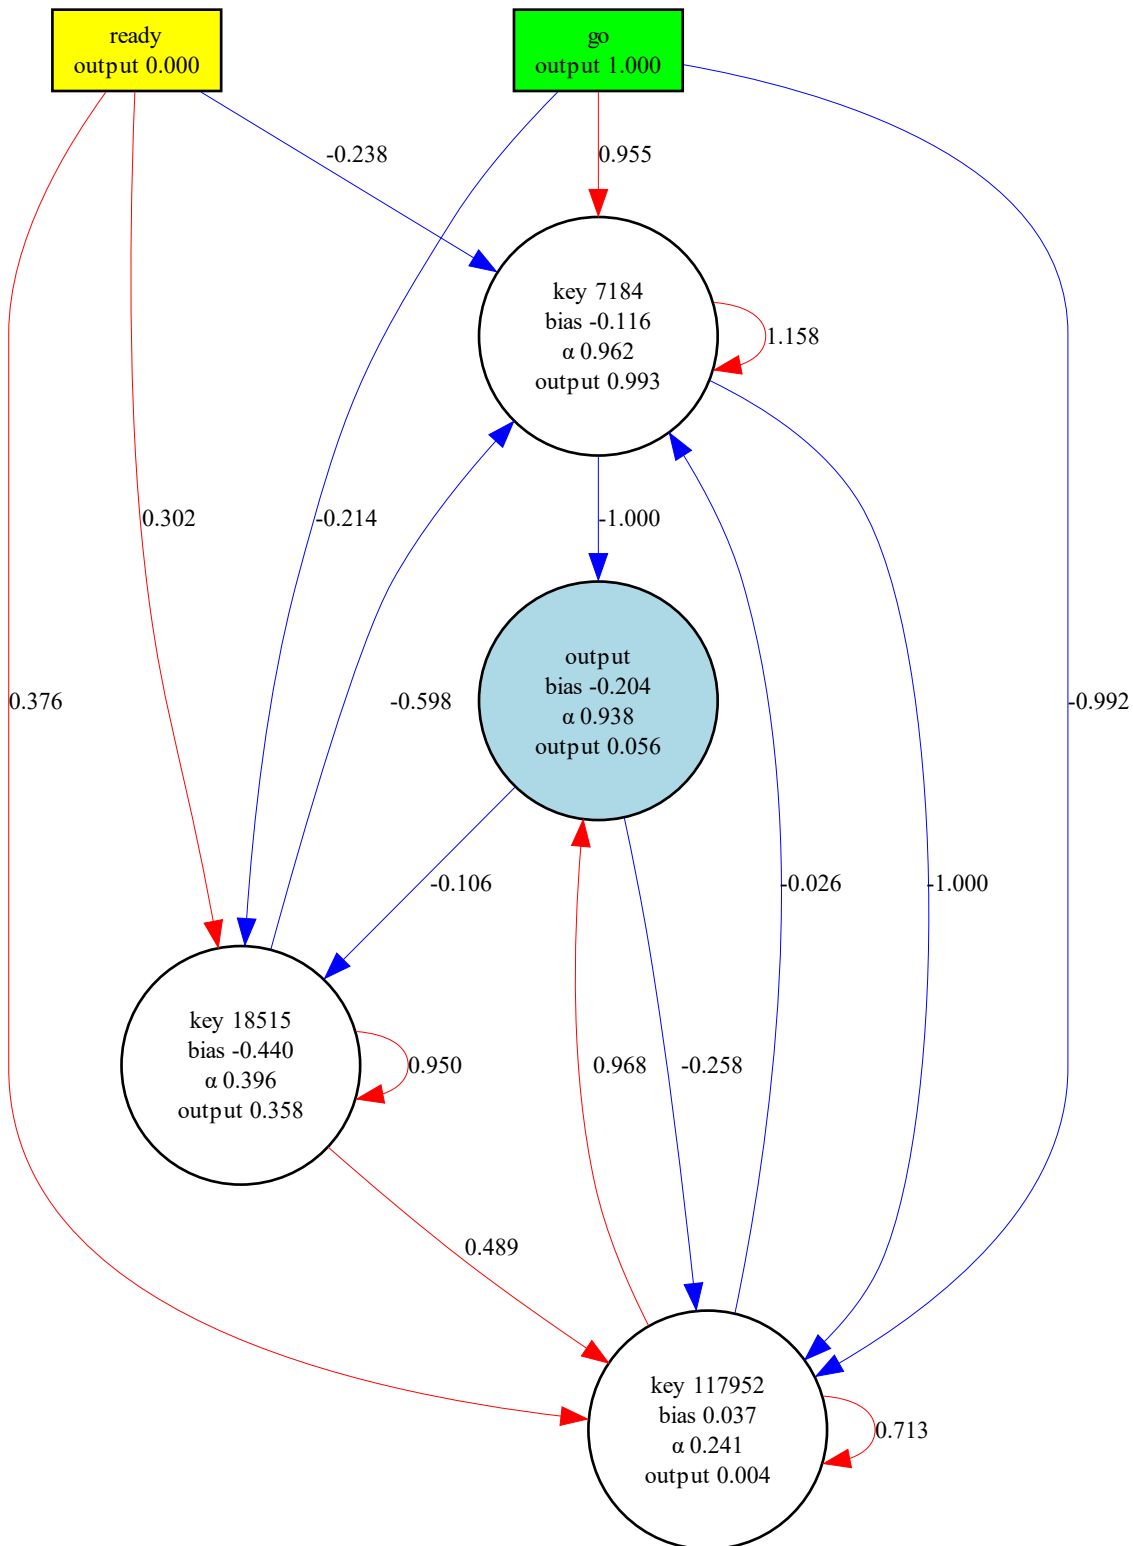 ready
output 0.000
go
output 1.000
-0.238
0.955
key 7184
bias -0.116
α 0.962
output 0.993
1.158
0.302
-0.214
-1.000
output
bias -0.204
α 0.938
output 0.056
0.376
-0.598
-0.992
-0.106
-0.026
-1.000
key 18515
bias -0.440
α 0.396
output 0.358
0.950
0.968
-0.258
0.489
key 117952
bias 0.037
α 0.241
output 0.004
0.713